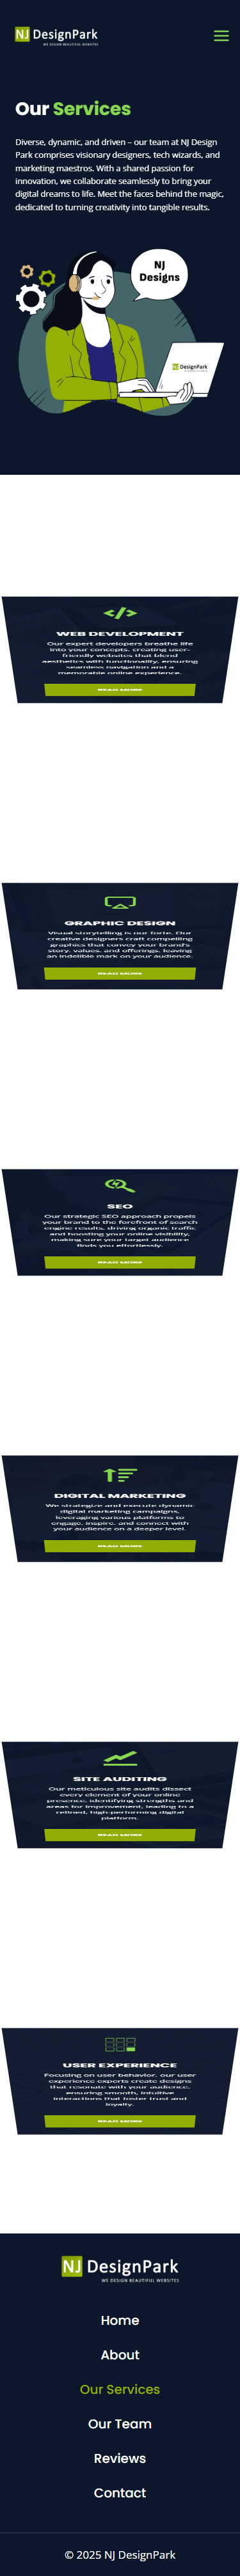 NJ DesignPark
WE DESIGN BEAUTIFUL WEBSITES
Our Services
Diverse, dynamic, and driven – our team at NJ Design
Park comprises visionary designers, tech wizards, and
marketing maestros. With a shared passion for
innovation, we collaborate seamlessly to bring your
digital dreams to life. Meet the faces behind the magic,
dedicated to turning creativity into tangible results.
NJ
Designs
NJ DesignPark
WEB DEVELOPMENT
Our expert developers breathe life
into your concepts, creating user-
friendly websites that blend
aesthetics with functionality, ensuring
seamless navigation and a
memorable online experience.
READ MORE
GRAPHIC DESIGN
Visual storytelling is our forte. Our
creative designers craft compelling
graphics that convey your brand's
story, values, and offerings, leaving
an indelible mark on your audience.
READ MORE
SEO
Our strategic SEO approach propels
your brand to the forefront of search
engine results, driving organic traffic
and boosting your online visibility,
making sure your target audience
finds you effortlessly.
READ MORE
DIGITAL MARKETING
We strategize and execute dynamic
digital marketing campaigns,
leveraging various platforms to
engage, inspire, and connect with
your audience on a deeper level.
READ MORE
SITE AUDITING
Our meticulous site audits dissect
every element of your online
presence, identifying strengths and
areas for improvement, leading to a
refined, high-performing digital
platform.
READ MORE
USER EXPERIENCE
Focusing on user behavior, our user
experience experts create designs
that resonate with your audience,
ensuring smooth, intuitive
interactions that foster trust and
loyalty.
READ MORE
NJ DesignPark
WE DESIGN BEAUTIFUL WEBSITES
Home
About
Our Services
Our Team
Reviews
Contact
© 2025 NJ DesignPark